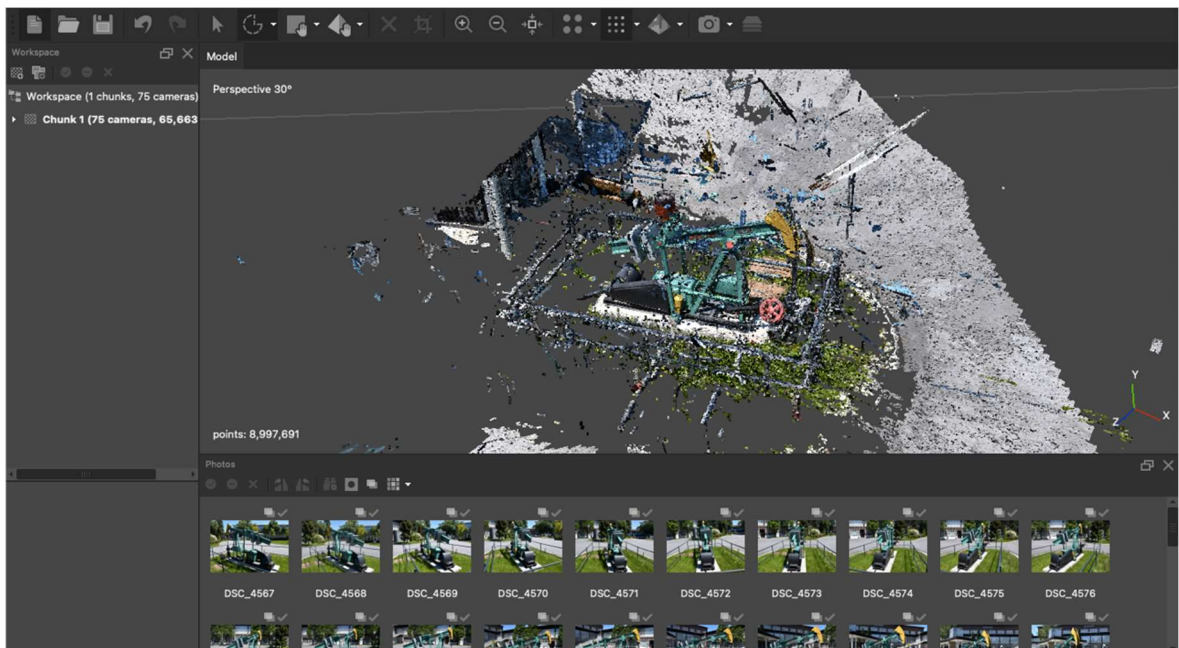 Workspace
Model
Workspace (1 chunks, 75 cameras)
Chunk 1 (75 cameras, 65,663
Perspective 30°
Y
X
Z
points: 8,997,691
Photos
DSC_4567 DSC_4568 DSC_4569 DSC_4570 DSC_4571 DSC_4572 DSC_4573 DSC_4574 DSC_4575 DSC_4576